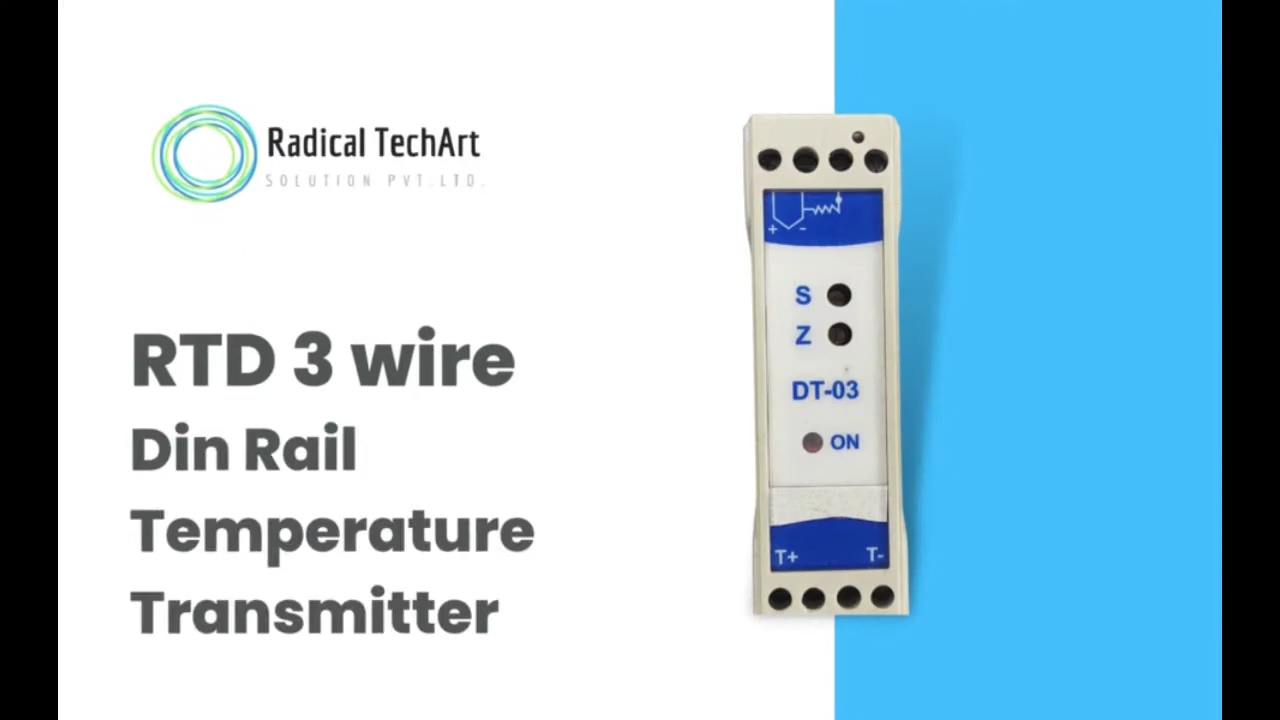 Radical TechArt
SOLUTION PVT.LTD.
RTD 3 wire
Din Rail
Temperature
Transmitter
+ -
S
Z
DT-03
ON
T+ T-